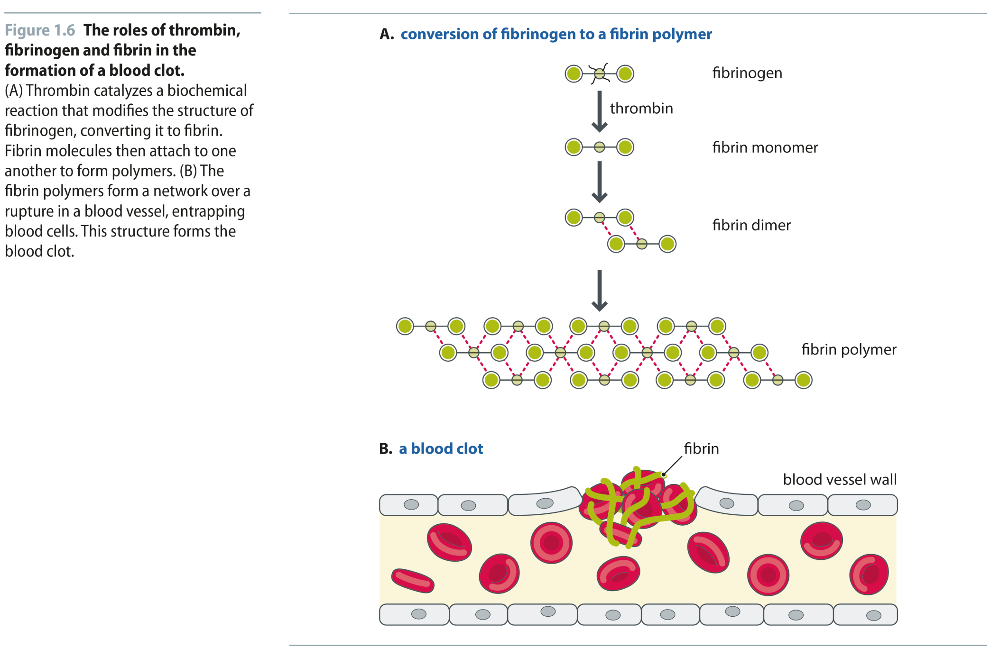 Figure 1.6 The roles of thrombin,
fibrinogen and fibrin in the
formation of a blood clot.
(A) Thrombin catalyzes a biochemical
reaction that modifies the structure of
fibrinogen, converting it to fibrin.
Fibrin molecules then attach to one
another to form polymers. (B) The
fibrin polymers form a network over a
rupture in a blood vessel, entrapping
blood cells. This structure forms the
blood clot.
A. conversion of fibrinogen to a fibrin polymer
fibrinogen
thrombin
fibrin monomer
fibrin dimer
fibrin polymer
B. a blood clot
fibrin
blood vessel wall